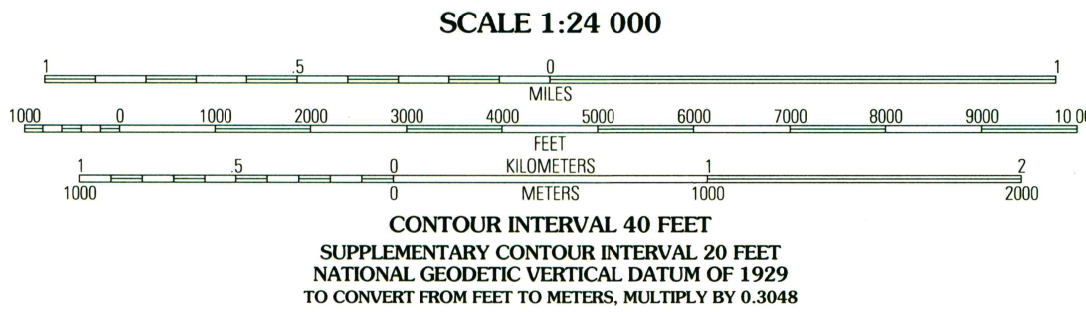 SCALE 1:24 000
1 .5 0 1
MILES
1000 0 1000 2000 3000 4000 5000 6000 7000 8000 9000 10 00
FEET
1 .5 0 KILOMETERS 1 2
1000 0 METERS 1000 2000
CONTOUR INTERVAL 40 FEET
SUPPLEMENTARY CONTOUR INTERVAL 20 FEET
NATIONAL GEODETIC VERTICAL DATUM OF 1929
TO CONVERT FROM FEET TO METERS, MULTIPLY BY 0.3048